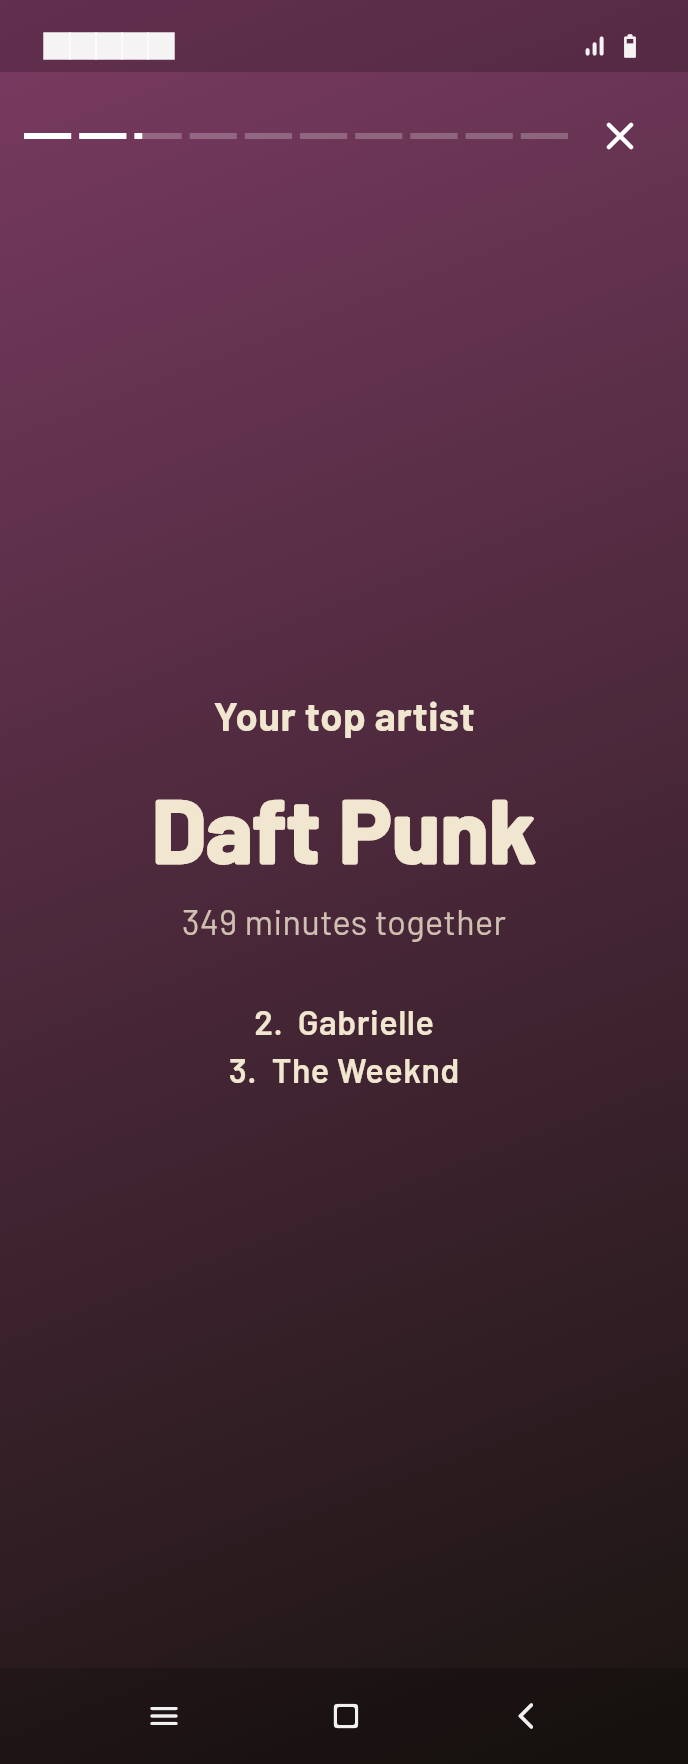 Your top artist
Daft Punk
349 minutes together
2. Gabrielle
3. The Weeknd